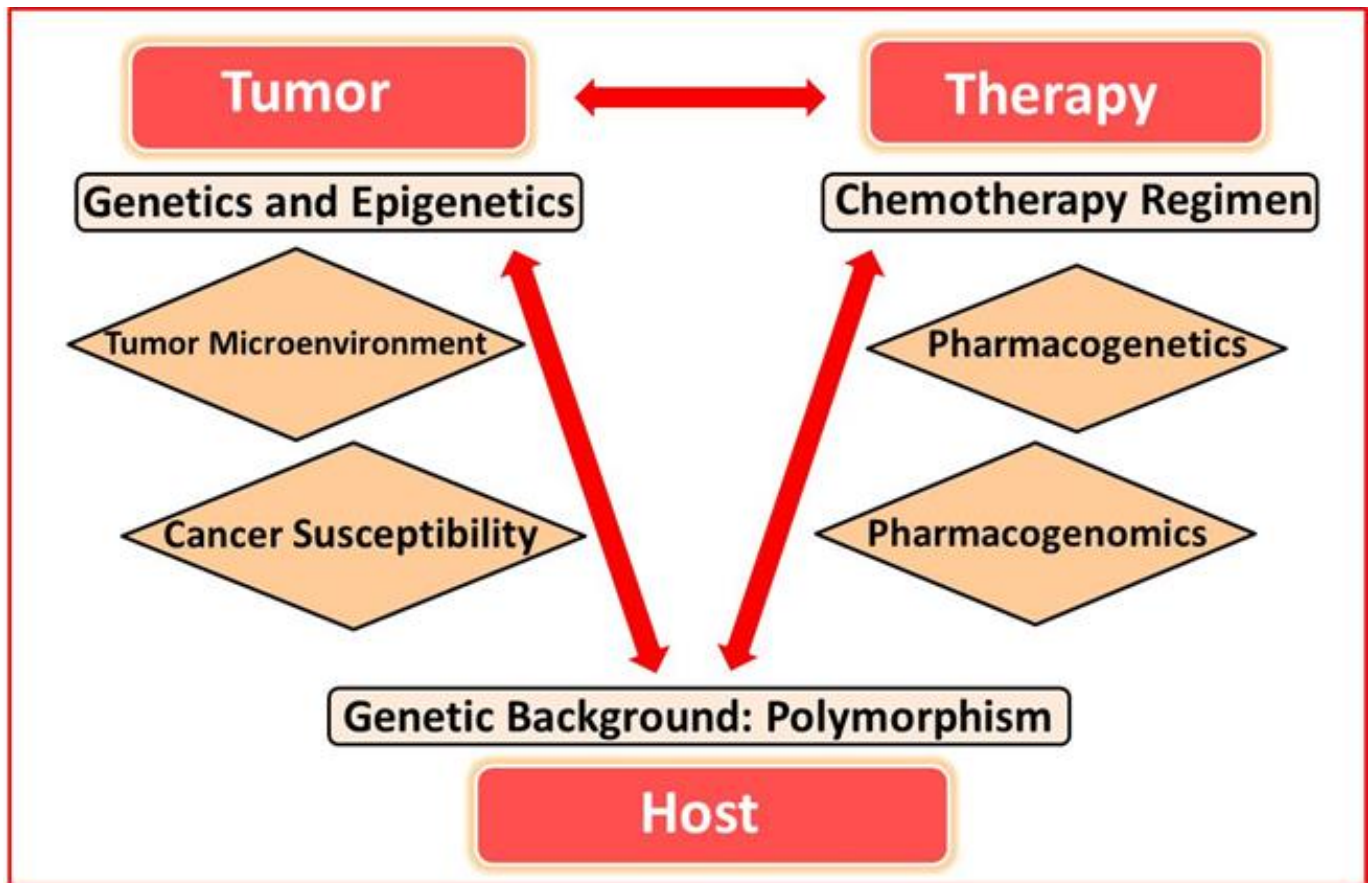 Tumor
Therapy
Genetics and Epigenetics
Chemotherapy Regimen
Tumor Microenvironment
Pharmacogenetics
Cancer Susceptibility
Pharmacogenomics
Genetic Background: Polymorphism
Host